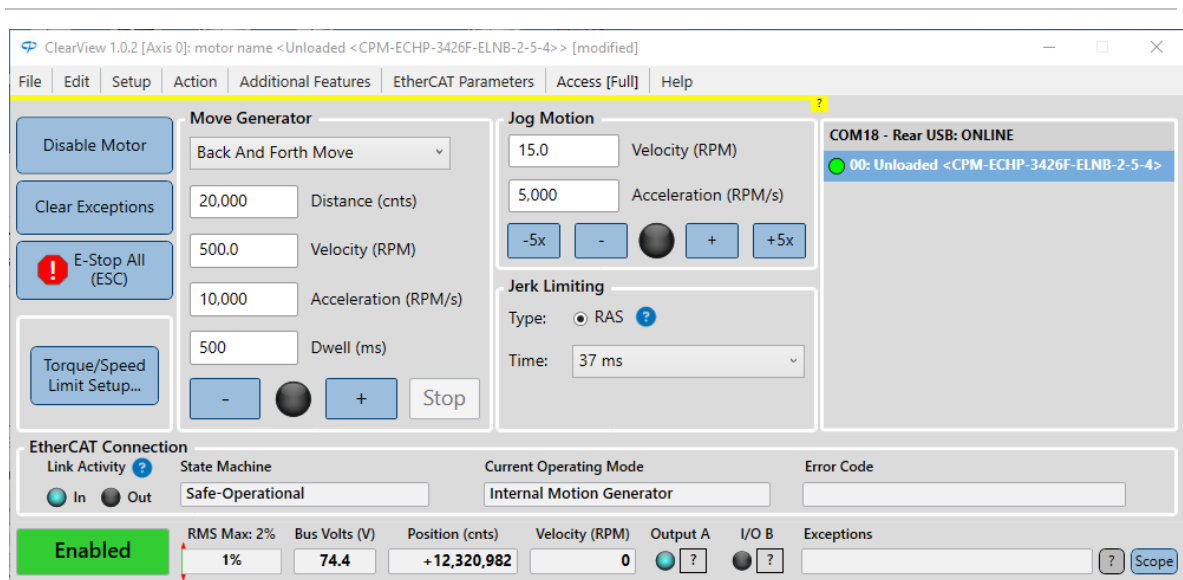 ClearView 1.0.2 [Axis 0]: motor name <Unloaded <CPM-ECHP-3426F-ELNB-2-5-4>> [modified]
File Edit Setup Action Additional Features EtherCAT Parameters Access [Full] Help
?
Disable Motor
Clear Exceptions
! E-Stop All
(ESC)
Torque/Speed
Limit Setup...
Move Generator
Back And Forth Move
20,000 Distance (cnts)
500.0 Velocity (RPM)
10,000 Acceleration (RPM/s)
500 Dwell (ms)
- + Stop
Jog Motion
15.0 Velocity (RPM)
5,000 Acceleration (RPM/s)
-5x - + +5x
Jerk Limiting
Type: RAS ?
Time: 37 ms
COM18 - Rear USB: ONLINE
00: Unloaded <CPM-ECHP-3426F-ELNB-2-5-4>
EtherCAT Connection
Link Activity ? State Machine Current Operating Mode Error Code
In Out Safe-Operational Internal Motion Generator
Enabled
RMS Max: 2% Bus Volts (V) Position (cnts) Velocity (RPM) Output A I/O B Exceptions
1% 74.4 +12,320,982 0 ? ? ? Scope